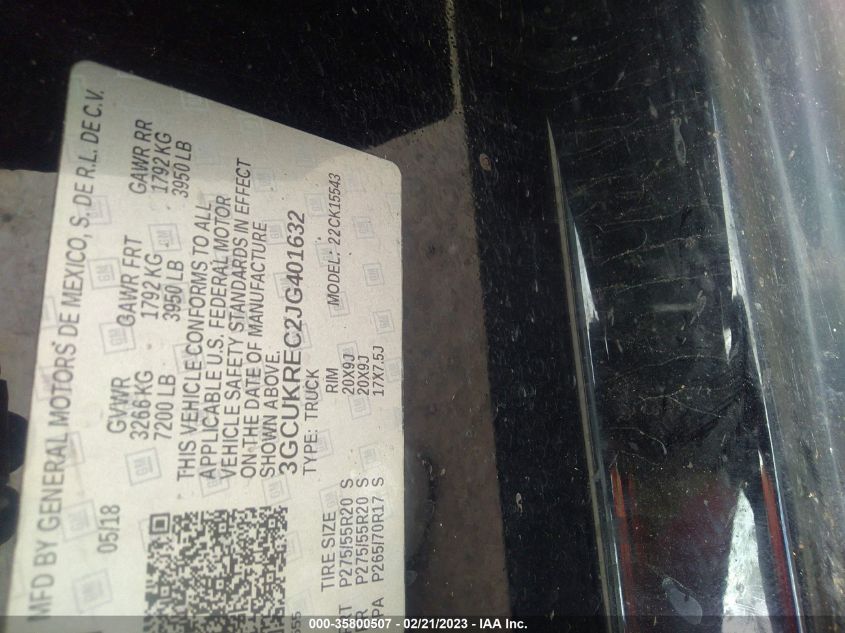 MFD BY GENERAL MOTORS DE MEXICO, S. DE R.L. DE C.V.
05/18 GVWR GAWR FRT GAWR RR
3266 KG 1792 KG 1792 KG
7200 LB 3950 LB 3950 LB
THIS VEHICLE CONFORMS TO ALL
APPLICABLE U.S. FEDERAL MOTOR
VEHICLE SAFETY STANDARDS IN EFFECT
ON THE DATE OF MANUFACTURE
SHOWN ABOVE.
3GCUKREC2JG401632
TYPE: TRUCK MODEL: 22CK15543
TIRE SIZE RIM
P275/55R20 S 20X9J
P275/55R20 S 20X9J
P265/70R17 S 17X7.5J
GM
000-35800507 - 02/21/2023 - IAA Inc.